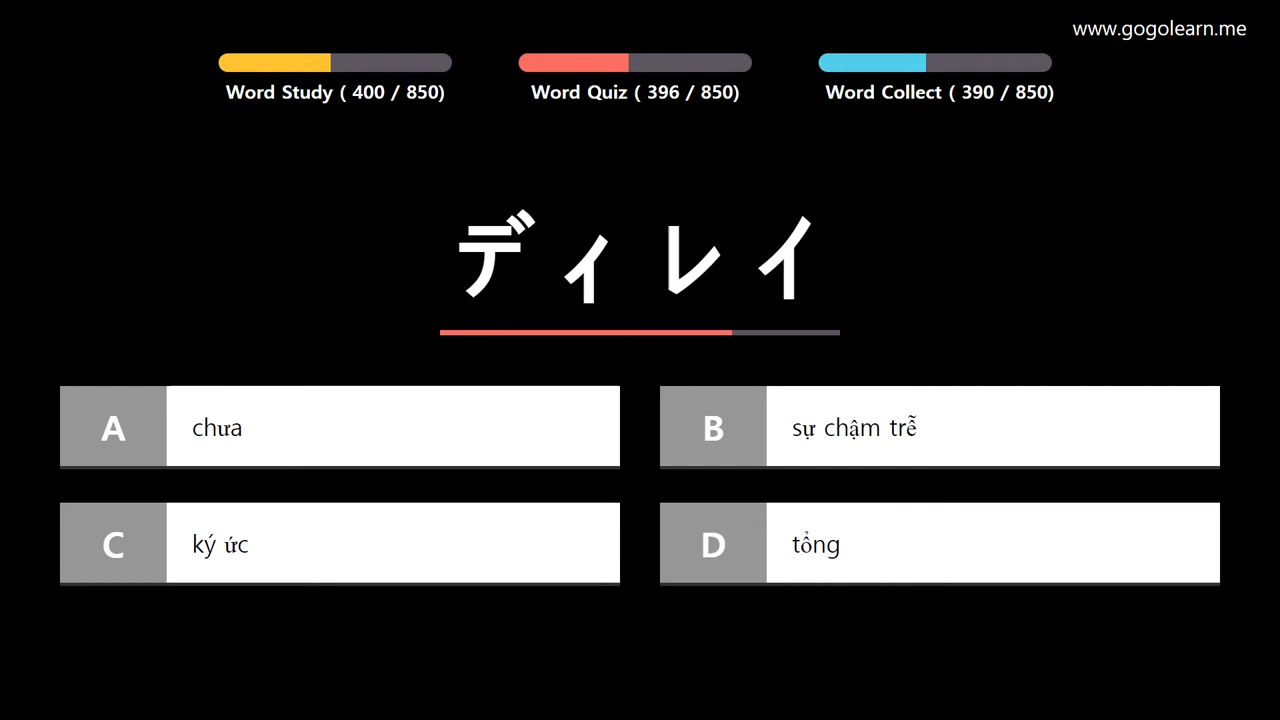 www.gogolearn.me
Word Study ( 400 / 850)
Word Quiz ( 396 / 850)
Word Collect ( 390 / 850)
ディレイ
A chưa
B sự chậm trễ
C ký ức
D tổng